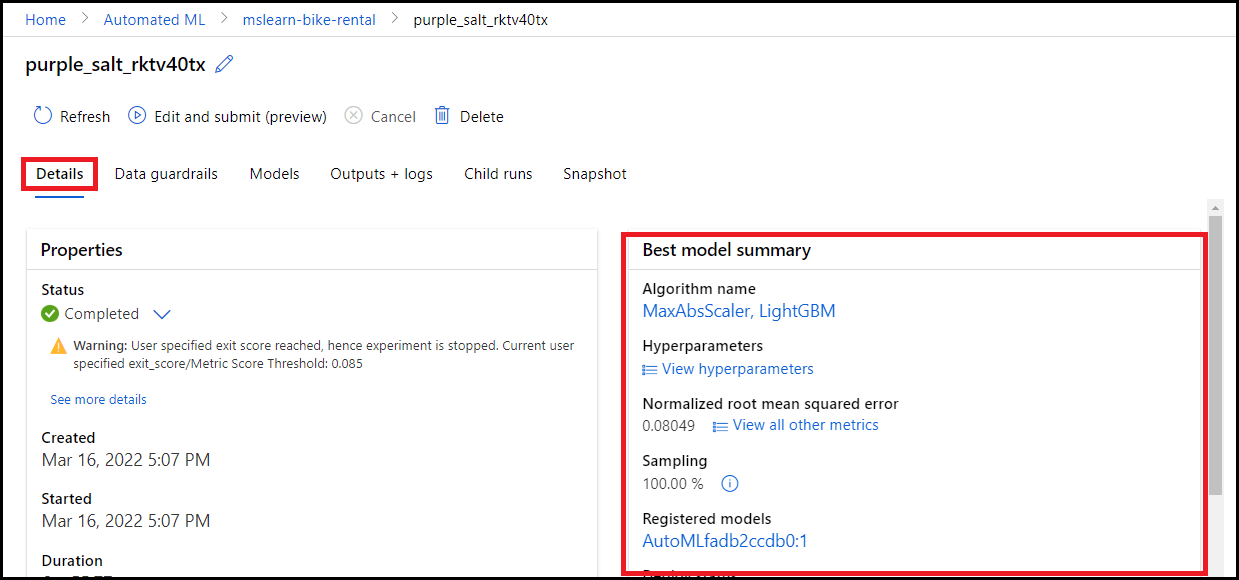 Home > Automated ML > mslearn-bike-rental > purple_salt_rktv40tx
purple_salt_rktv40tx
Refresh Edit and submit (preview) Cancel Delete
Details Data guardrails Models Outputs + logs Child runs Snapshot
Properties
Status
Completed
Warning: User specified exit score reached, hence experiment is stopped. Current user
specified exit_score/Metric Score Threshold: 0.085
See more details
Created
Mar 16, 2022 5:07 PM
Started
Mar 16, 2022 5:07 PM
Duration
Best model summary
Algorithm name
MaxAbsScaler, LightGBM
Hyperparameters
View hyperparameters
Normalized root mean squared error
0.08049 View all other metrics
Sampling
100.00 %
Registered models
AutoMLfadb2ccdb0:1